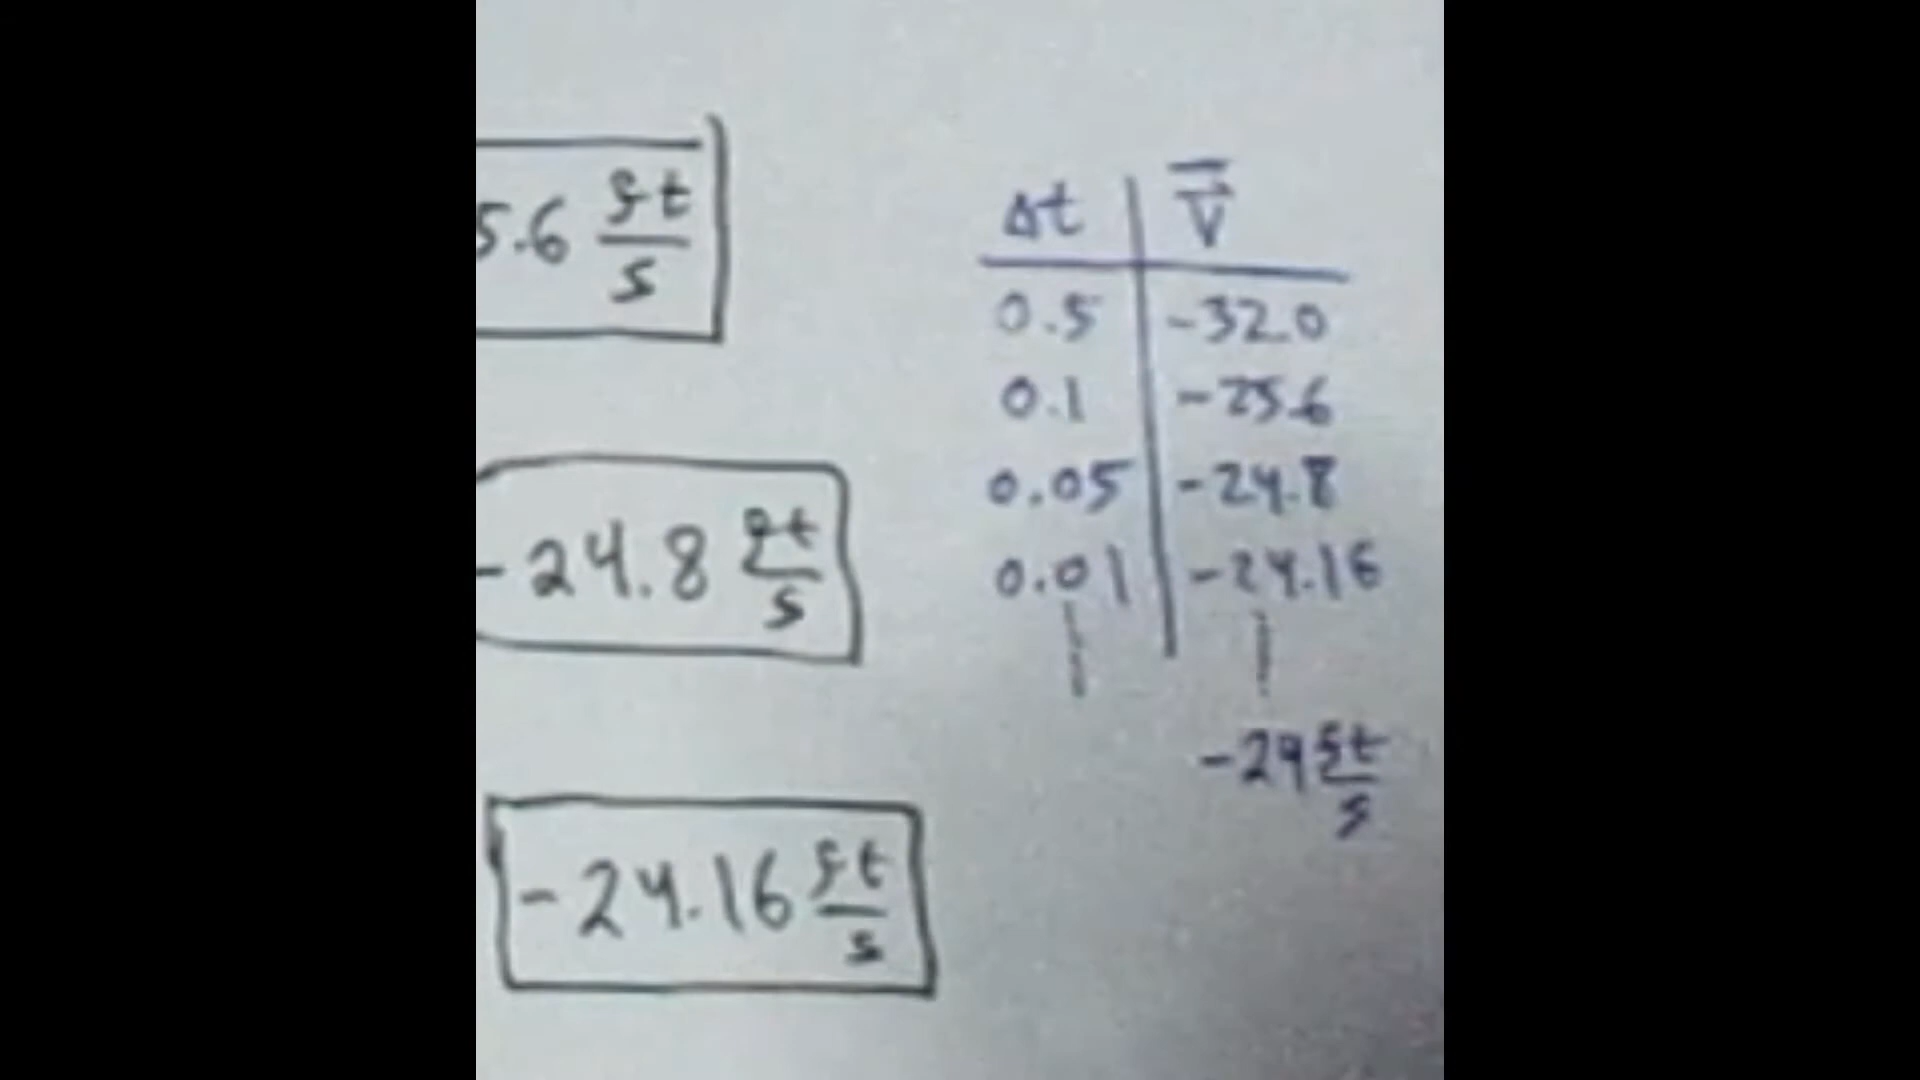 5.6 ft/s
-24.8 ft/s
-24.16 ft/s
Δt | V̄
0.5 | -32.0
0.1 | -25.6
0.05 | -24.8
0.01 | -24.16
-24 ft/s